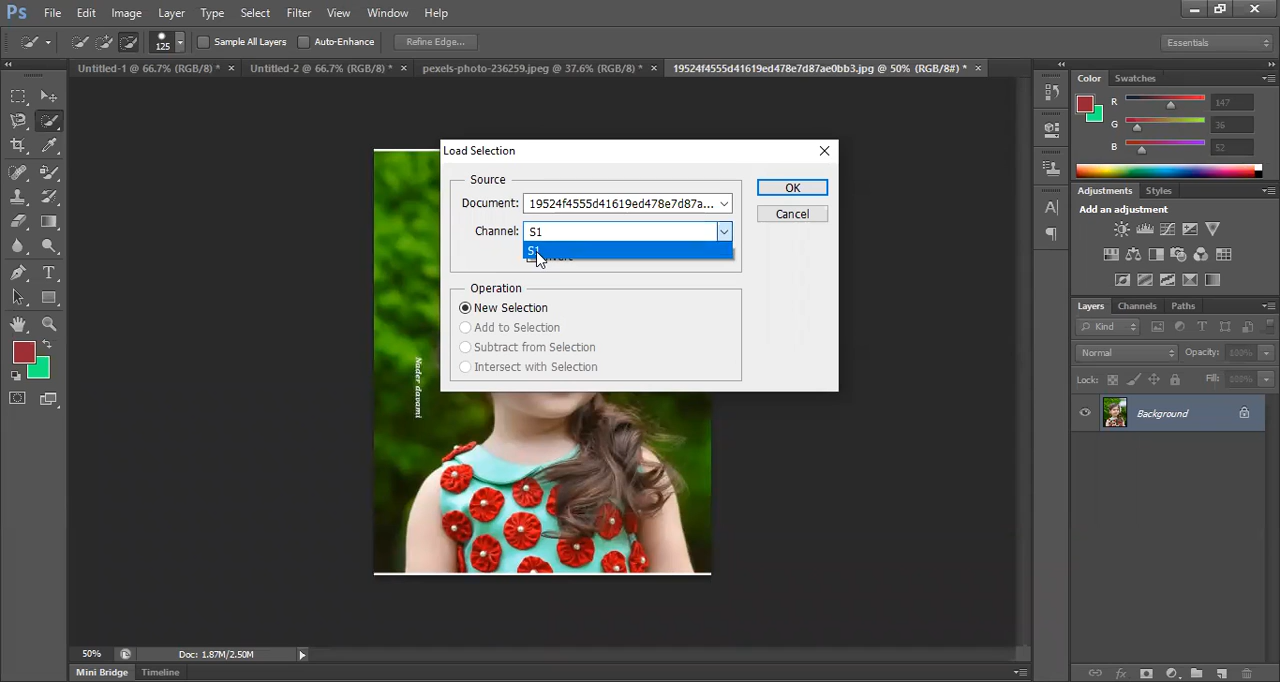 Ps File Edit Image Layer Type Select Filter View Window Help
125 Sample All Layers Auto-Enhance Refine Edge... Essentials
Untitled-1 @ 66.7% (RGB/8) * × Untitled-2 @ 66.7% (RGB/8) * × pexels-photo-236259.jpeg @ 37.6% (RGB/8) * × 19524f4555d41619ed478e7d87ae0bb3.jpg @ 50% (RGB/8#) * ×
Load Selection
Source
Document: 19524f4555d41619ed478e7d87a...
Channel: S1
S1
OK
Cancel
Operation
New Selection
Add to Selection
Subtract from Selection
Intersect with Selection
Nader davami
Color Swatches
R 147
G 36
B 52
Adjustments Styles
Add an adjustment
Layers Channels Paths
Kind
Normal Opacity:
Lock: Fill:
Background
50% Doc: 1.87M/2.50M
Mini Bridge Timeline